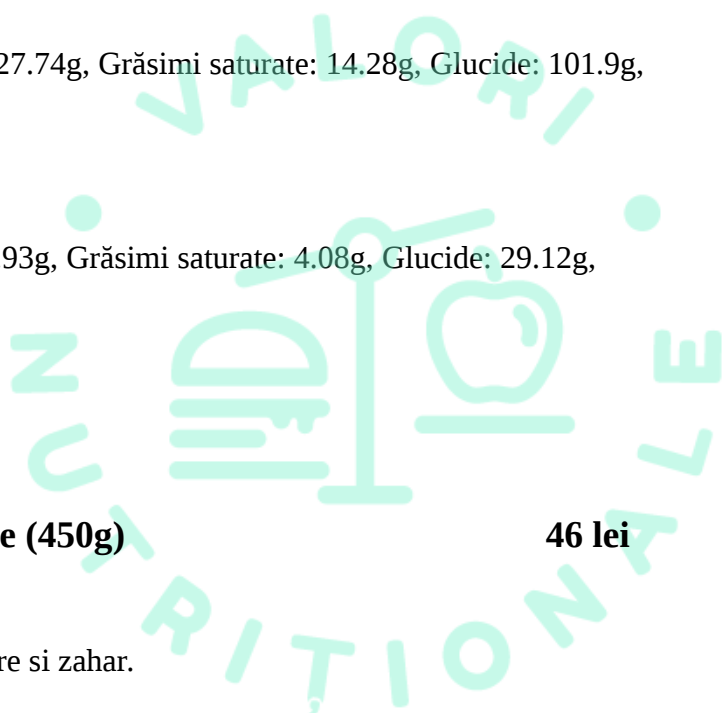 VALORI
27.74g, Grăsimi saturate: 14.28g, Glucide: 101.9g,
93g, Grăsimi saturate: 4.08g, Glucide: 29.12g,
NUTRIȚIONALE
e (450g) 46 lei
re si zahar.